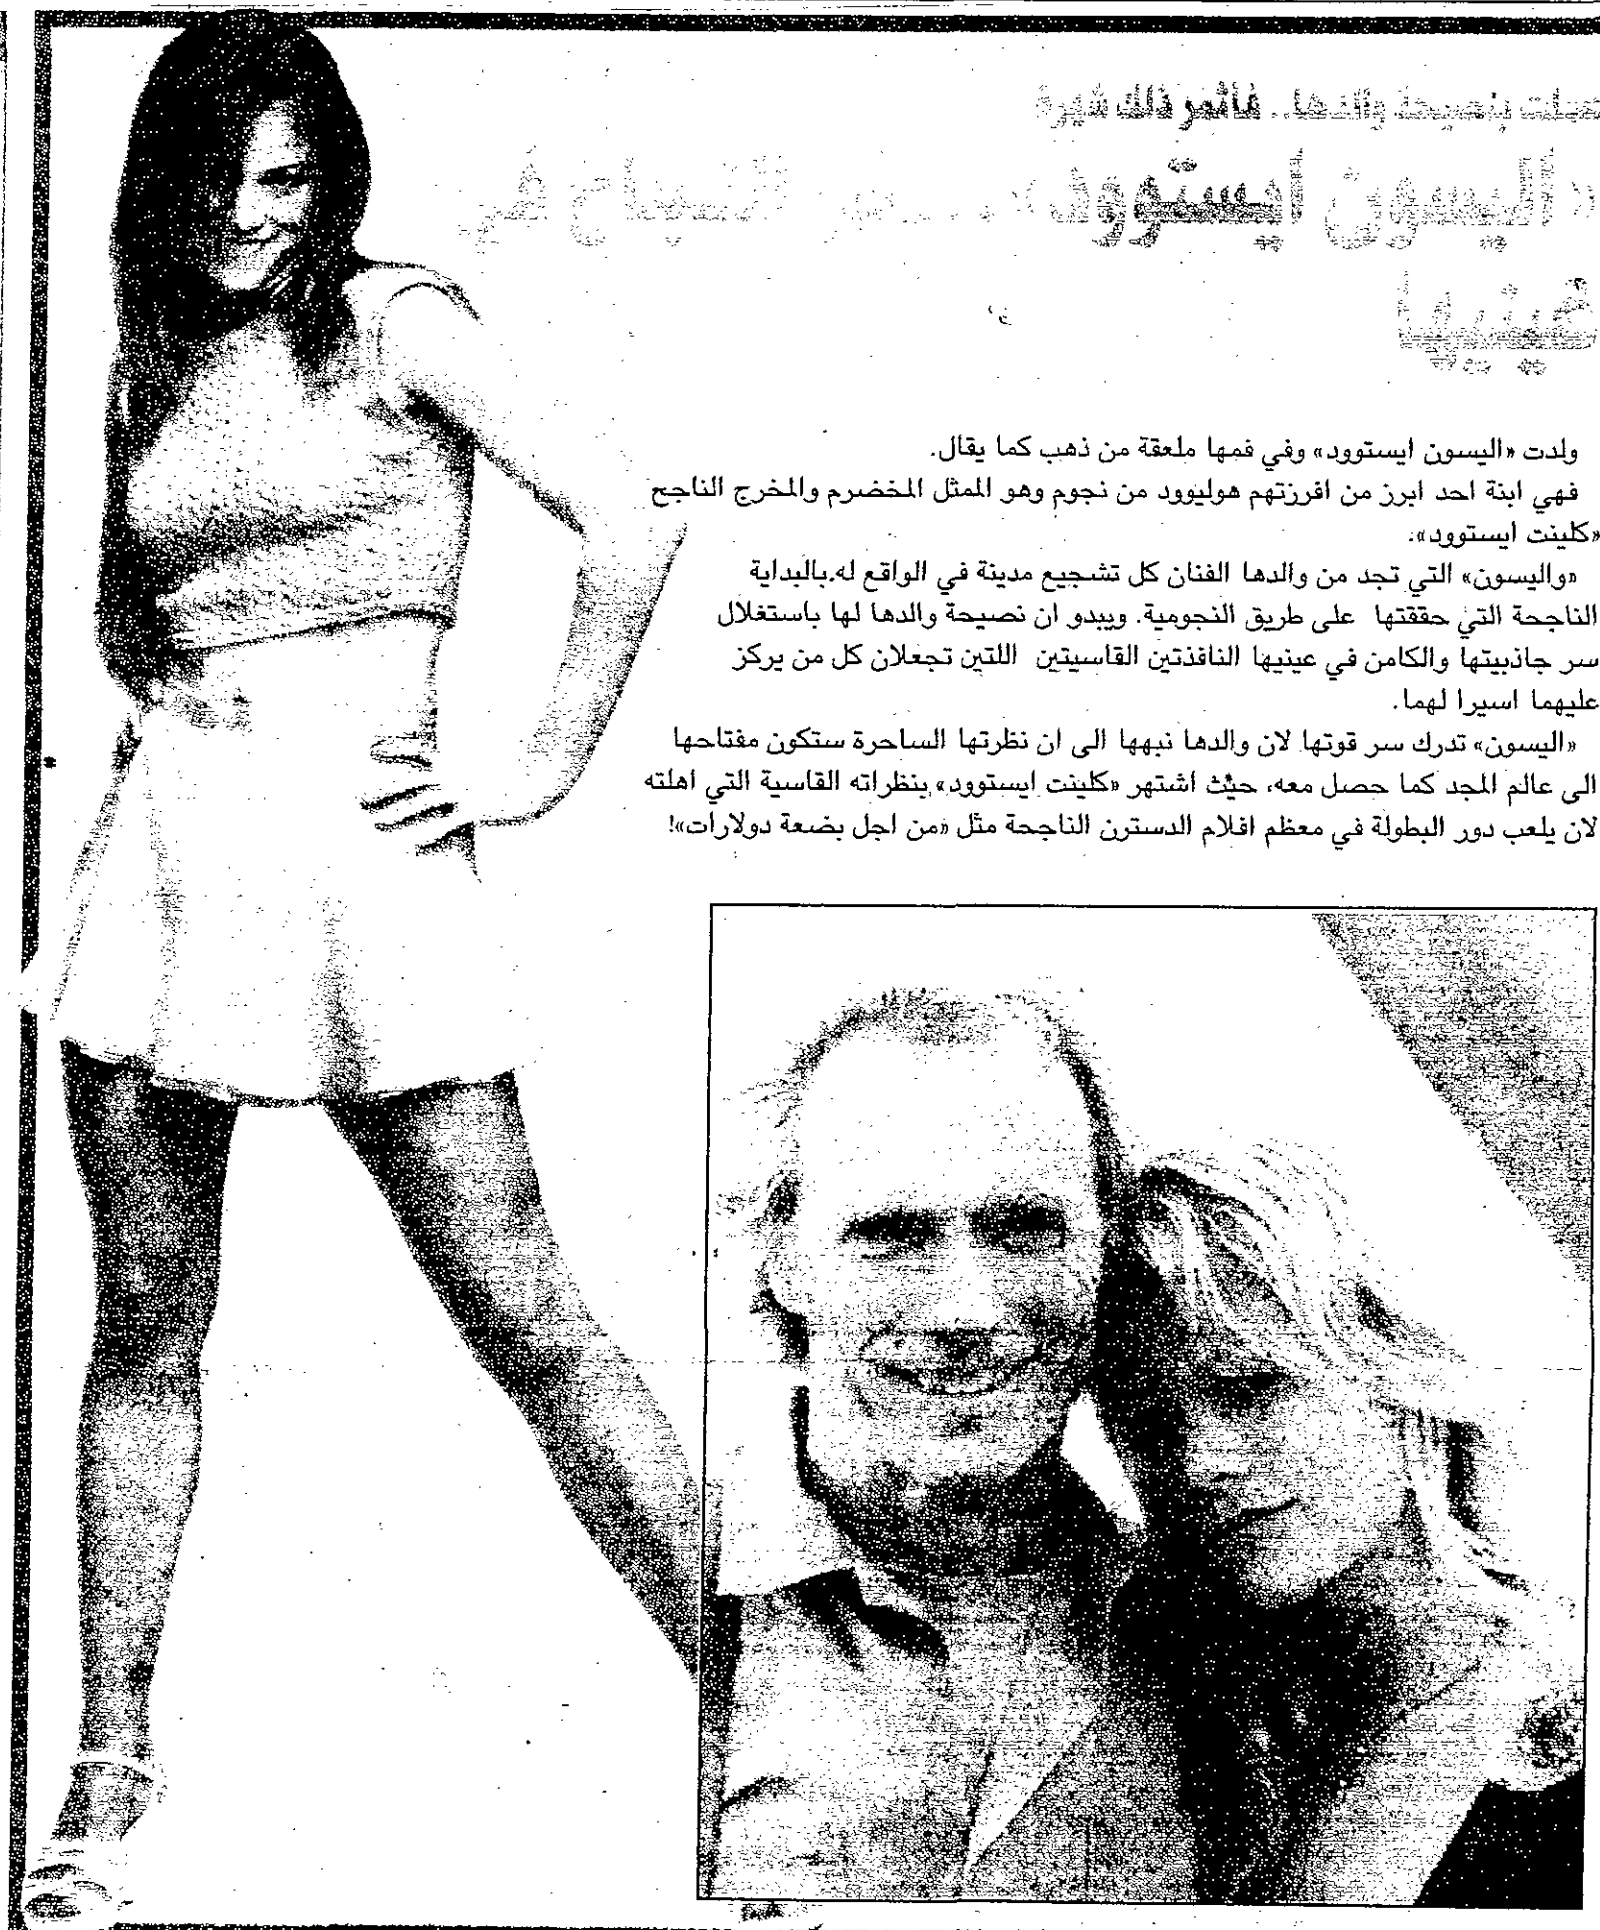 عملت بنصيحة والدها.. فأثمر ذلك شهرة
«اليسون ايستوود» سر النجاح في
عينيها
ولدت «اليسون ايستوود» وفي فمها ملعقة من ذهب كما يقال.
فهي ابنة احد ابرز من افرزتهم هوليوود من نجوم وهو الممثل المخضرم والمخرج الناجح
«كلينت ايستوود».
«واليسون» التي تجد من والدها الفنان كل تشجيع مدينة في الواقع له بالبداية
الناجحة التي حققتها على طريق النجومية. ويبدو ان نصيحة والدها لها باستغلال
سر جاذبيتها والكامن في عينيها النافذتين القاسيتين اللتين تجعلان كل من يركز
عليهما اسيرا لهما.
«اليسون» تدرك سر قوتها لان والدها نبهها الى ان نظرتها الساحرة ستكون مفتاحها
الى عالم المجد كما حصل معه، حيث اشتهر «كلينت ايستوود» بنظراته القاسية التي اهلته
لان يلعب دور البطولة في معظم افلام الدسترن الناجحة مثل «من اجل بضعة دولارات»!